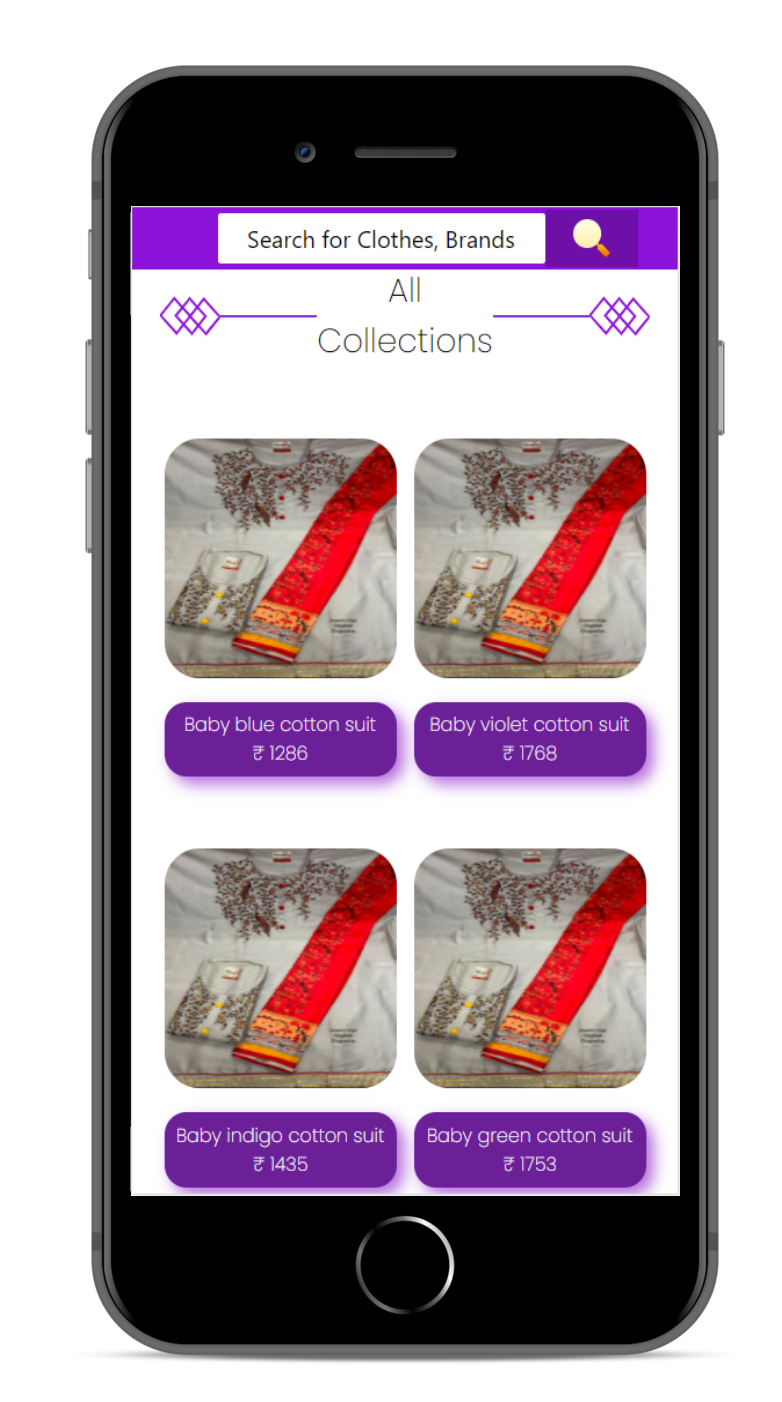 Search for Clothes, Brands
All
Collections
Baby blue cotton suit
₹ 1286
Baby violet cotton suit
₹ 1768
Baby indigo cotton suit
₹ 1435
Baby green cotton suit
₹ 1753